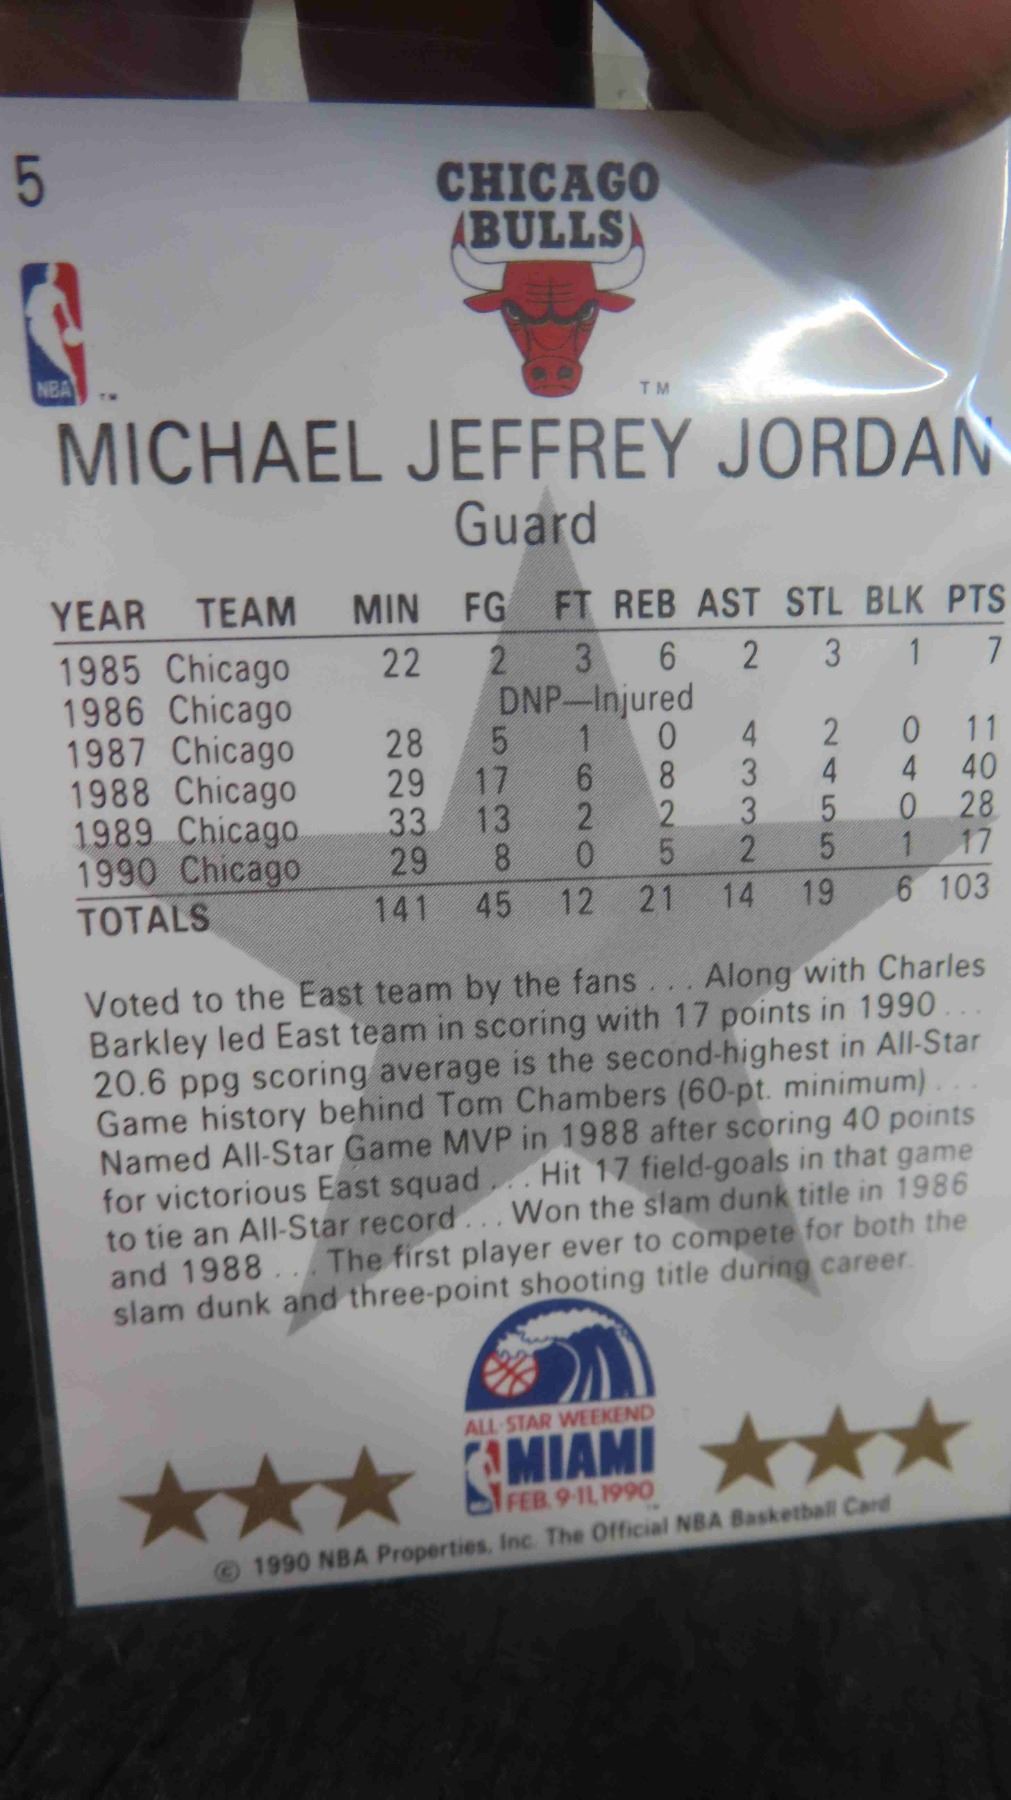 5
CHICAGO
BULLS
TM
NBA
TM
MICHAEL JEFFREY JORDAN
Guard
YEAR TEAM MIN FG FT REB AST STL BLK PTS
1985 Chicago 22 2 3 6 2 3 1 7
1986 Chicago DNP—Injured
1987 Chicago 28 5 1 0 4 2 0 11
1988 Chicago 29 17 6 8 3 4 4 40
1989 Chicago 33 13 2 2 3 5 0 28
1990 Chicago 29 8 0 5 2 5 1 17
TOTALS 141 45 12 21 14 19 6 103
Voted to the East team by the fans . . . Along with Charles
Barkley led East team in scoring with 17 points in 1990 . . .
20.6 ppg scoring average is the second-highest in All-Star
Game history behind Tom Chambers (60-pt. minimum) . . .
Named All-Star Game MVP in 1988 after scoring 40 points
for victorious East squad . . . Hit 17 field-goals in that game
to tie an All-Star record . . . Won the slam dunk title in 1986
and 1988 . . . The first player ever to compete for both the
slam dunk and three-point shooting title during career.
ALL-STAR WEEKEND
MIAMI
NBA FEB. 9-11, 1990
TM
© 1990 NBA Properties, Inc. The Official NBA Basketball Card